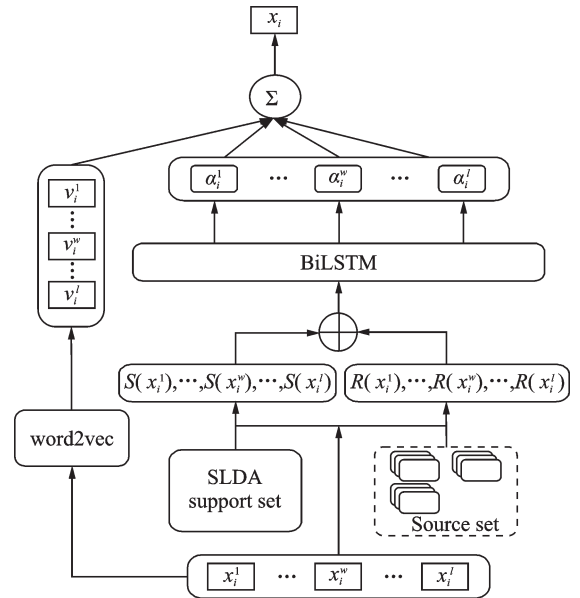 x_i
Σ
v_i^1
⋮
v_i^w
⋮
v_i^l
α_i^1 ⋯ α_i^w ⋯ α_i^l
BiLSTM
S(x_i^1),⋯,S(x_i^w),⋯,S(x_i^l)
R(x_i^1),⋯,R(x_i^w),⋯,R(x_i^l)
word2vec
SLDA
support set
Source set
x_i^1 ⋯ x_i^w ⋯ x_i^l